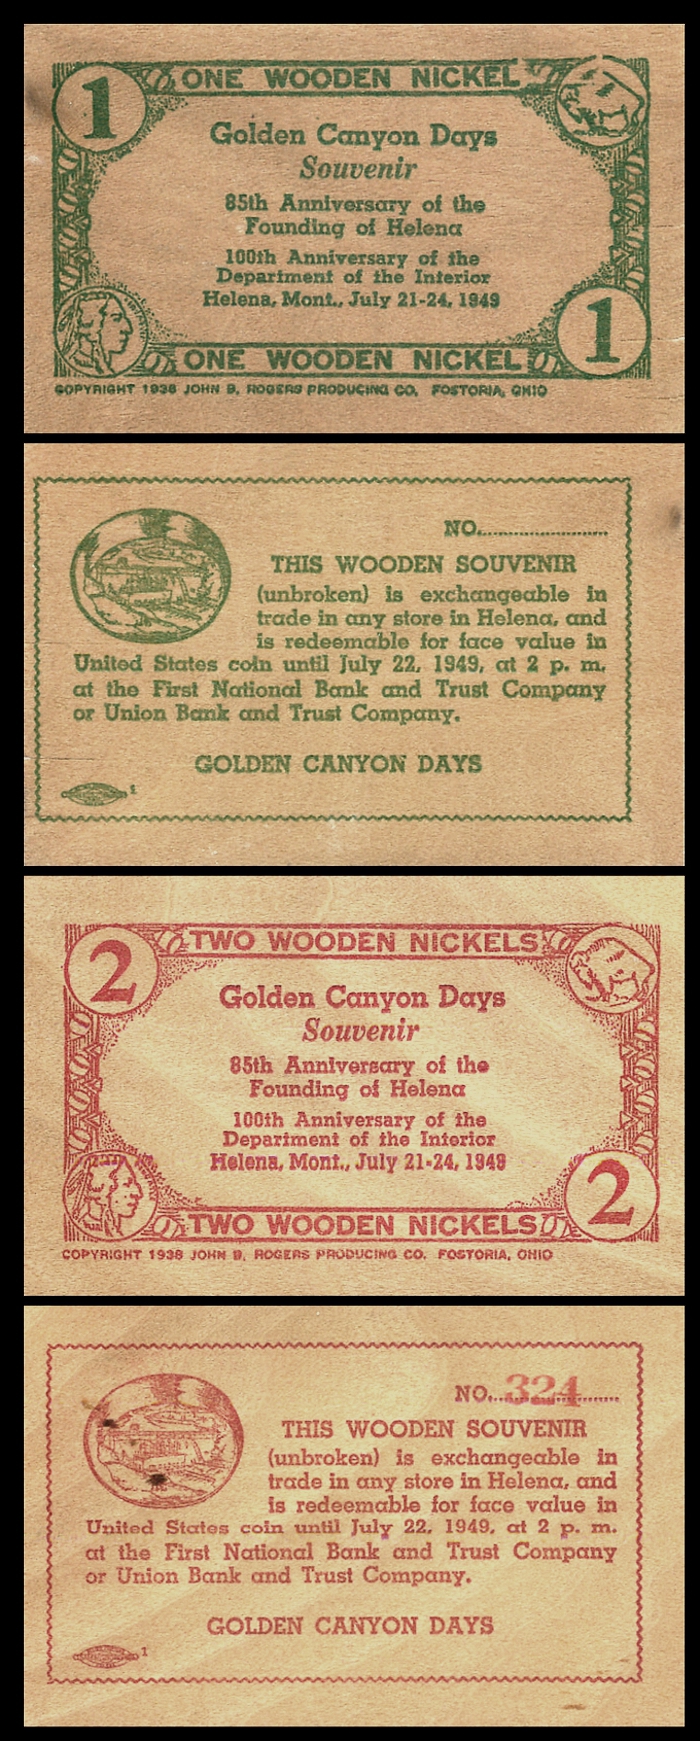 1
ONE WOODEN NICKEL
Golden Canyon Days
Souvenir
85th Anniversary of the
Founding of Helena
100th Anniversary of the
Department of the Interior
Helena, Mont., July 21-24, 1949
ONE WOODEN NICKEL
1
COPYRIGHT 1938 JOHN B. ROGERS PRODUCING CO. FOSTORIA, OHIO
NO.........................
THIS WOODEN SOUVENIR
(unbroken) is exchangeable in
trade in any store in Helena, and
is redeemable for face value in
United States coin until July 22, 1949, at 2 p. m.
at the First National Bank and Trust Company
or Union Bank and Trust Company.
GOLDEN CANYON DAYS
1
2
TWO WOODEN NICKELS
Golden Canyon Days
Souvenir
85th Anniversary of the
Founding of Helena
100th Anniversary of the
Department of the Interior
Helena, Mont., July 21-24, 1949
TWO WOODEN NICKELS
2
COPYRIGHT 1938 JOHN B. ROGERS PRODUCING CO. FOSTORIA, OHIO
NO...324.......
THIS WOODEN SOUVENIR
(unbroken) is exchangeable in
trade in any store in Helena, and
is redeemable for face value in
United States coin until July 22, 1949, at 2 p. m.
at the First National Bank and Trust Company
or Union Bank and Trust Company.
GOLDEN CANYON DAYS
1